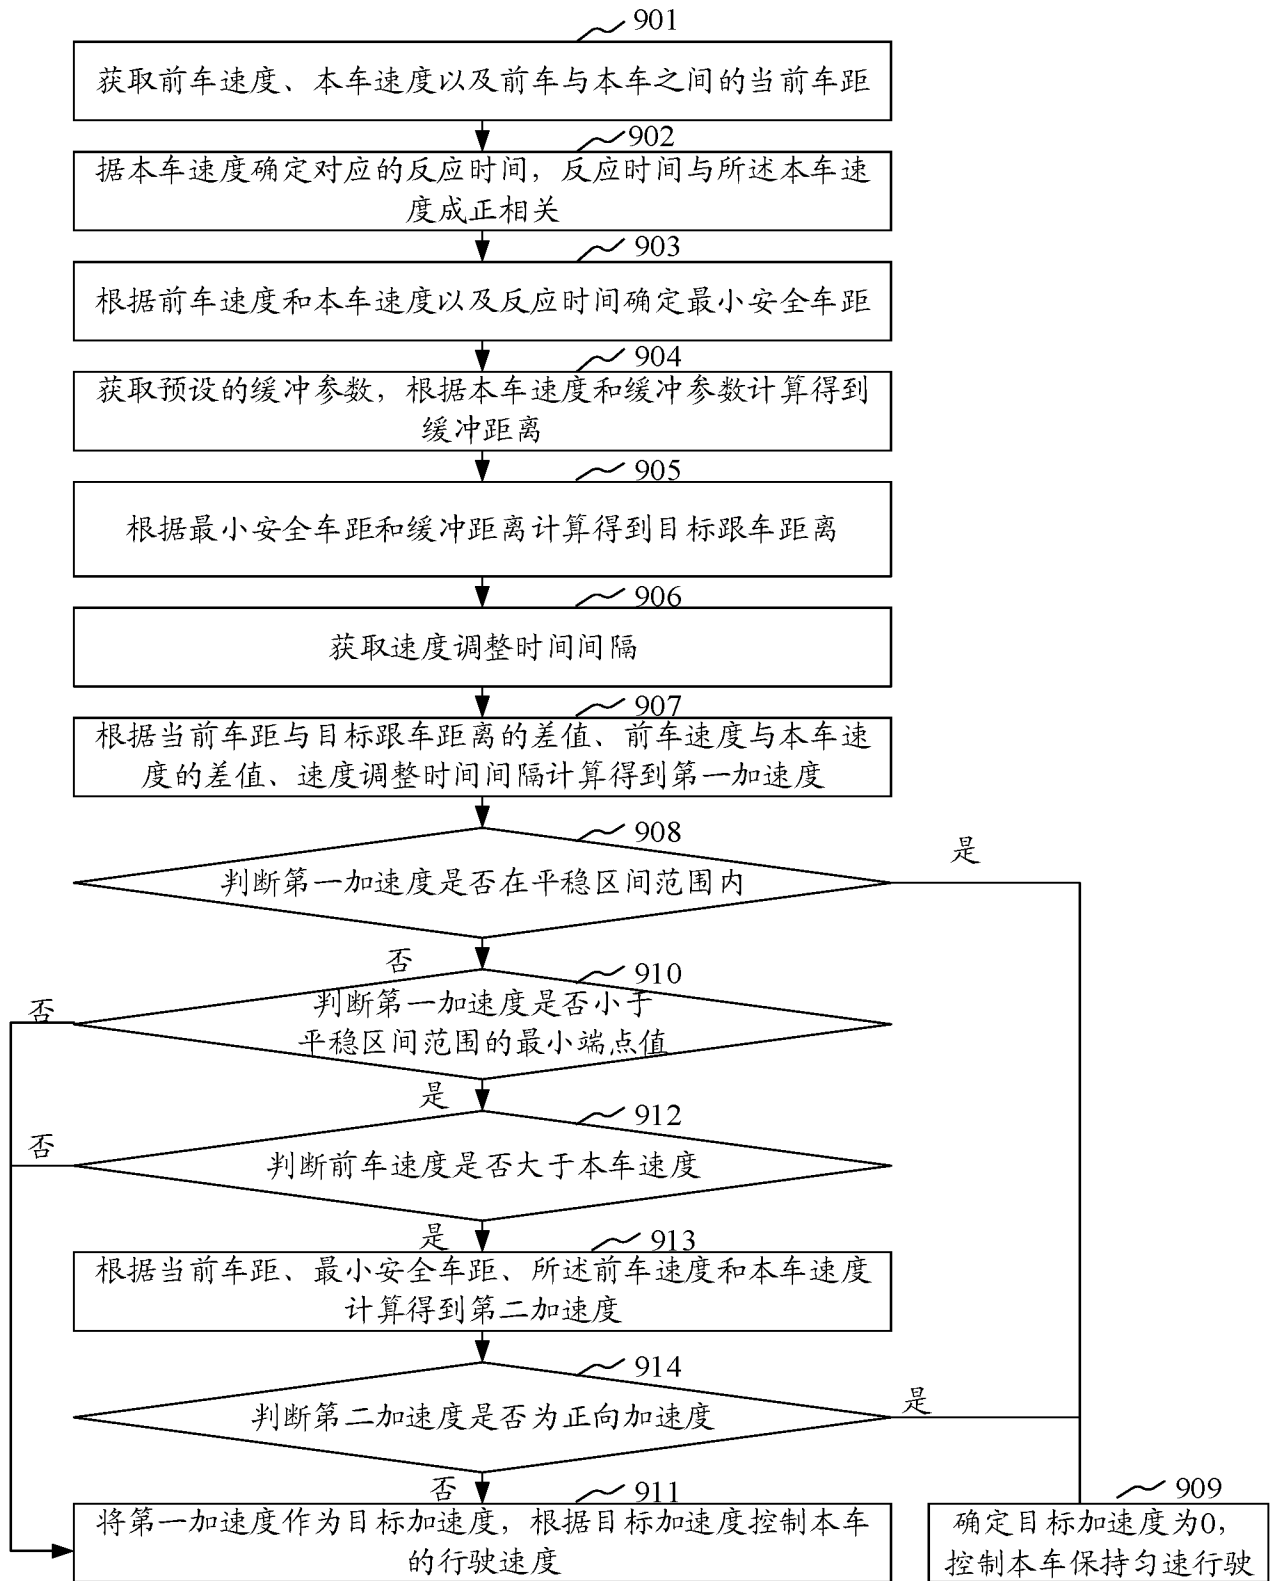 901
获取前车速度、本车速度以及前车与本车之间的当前车距
902
据本车速度确定对应的反应时间，反应时间与所述本车速
度成正相关
903
根据前车速度和本车速度以及反应时间确定最小安全车距
904
获取预设的缓冲参数，根据本车速度和缓冲参数计算得到
缓冲距离
905
根据最小安全车距和缓冲距离计算得到目标跟车距离
906
获取速度调整时间间隔
907
根据当前车距与目标跟车距离的差值、前车速度与本车速
度的差值、速度调整时间间隔计算得到第一加速度
908
是
判断第一加速度是否在平稳区间范围内
否
910
否
判断第一加速度是否小于
平稳区间范围的最小端点值
是
912
否
判断前车速度是否大于本车速度
是
913
根据当前车距、最小安全车距、所述前车速度和本车速度
计算得到第二加速度
914
是
判断第二加速度是否为正向加速度
否
911
将第一加速度作为目标加速度，根据目标加速度控制本车
的行驶速度
909
确定目标加速度为0，
控制本车保持匀速行驶